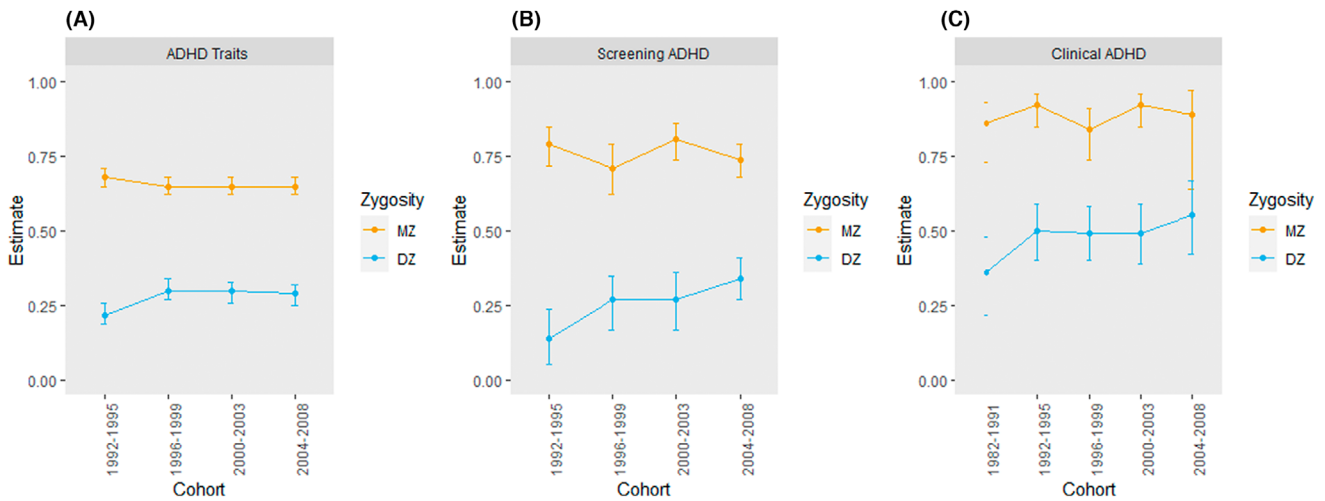 (A)
ADHD Traits
1.00
0.75
0.50
0.25
0.00
Estimate
1992-1995
1996-1999
2000-2003
2004-2008
Cohort
Zygosity
MZ
DZ
(B)
Screening ADHD
1.00
0.75
0.50
0.25
0.00
Estimate
1992-1995
1996-1999
2000-2003
2004-2008
Cohort
Zygosity
MZ
DZ
(C)
Clinical ADHD
1.00
0.75
0.50
0.25
0.00
Estimate
1982-1991
1992-1995
1996-1999
2000-2003
2004-2008
Cohort
Zygosity
MZ
DZ